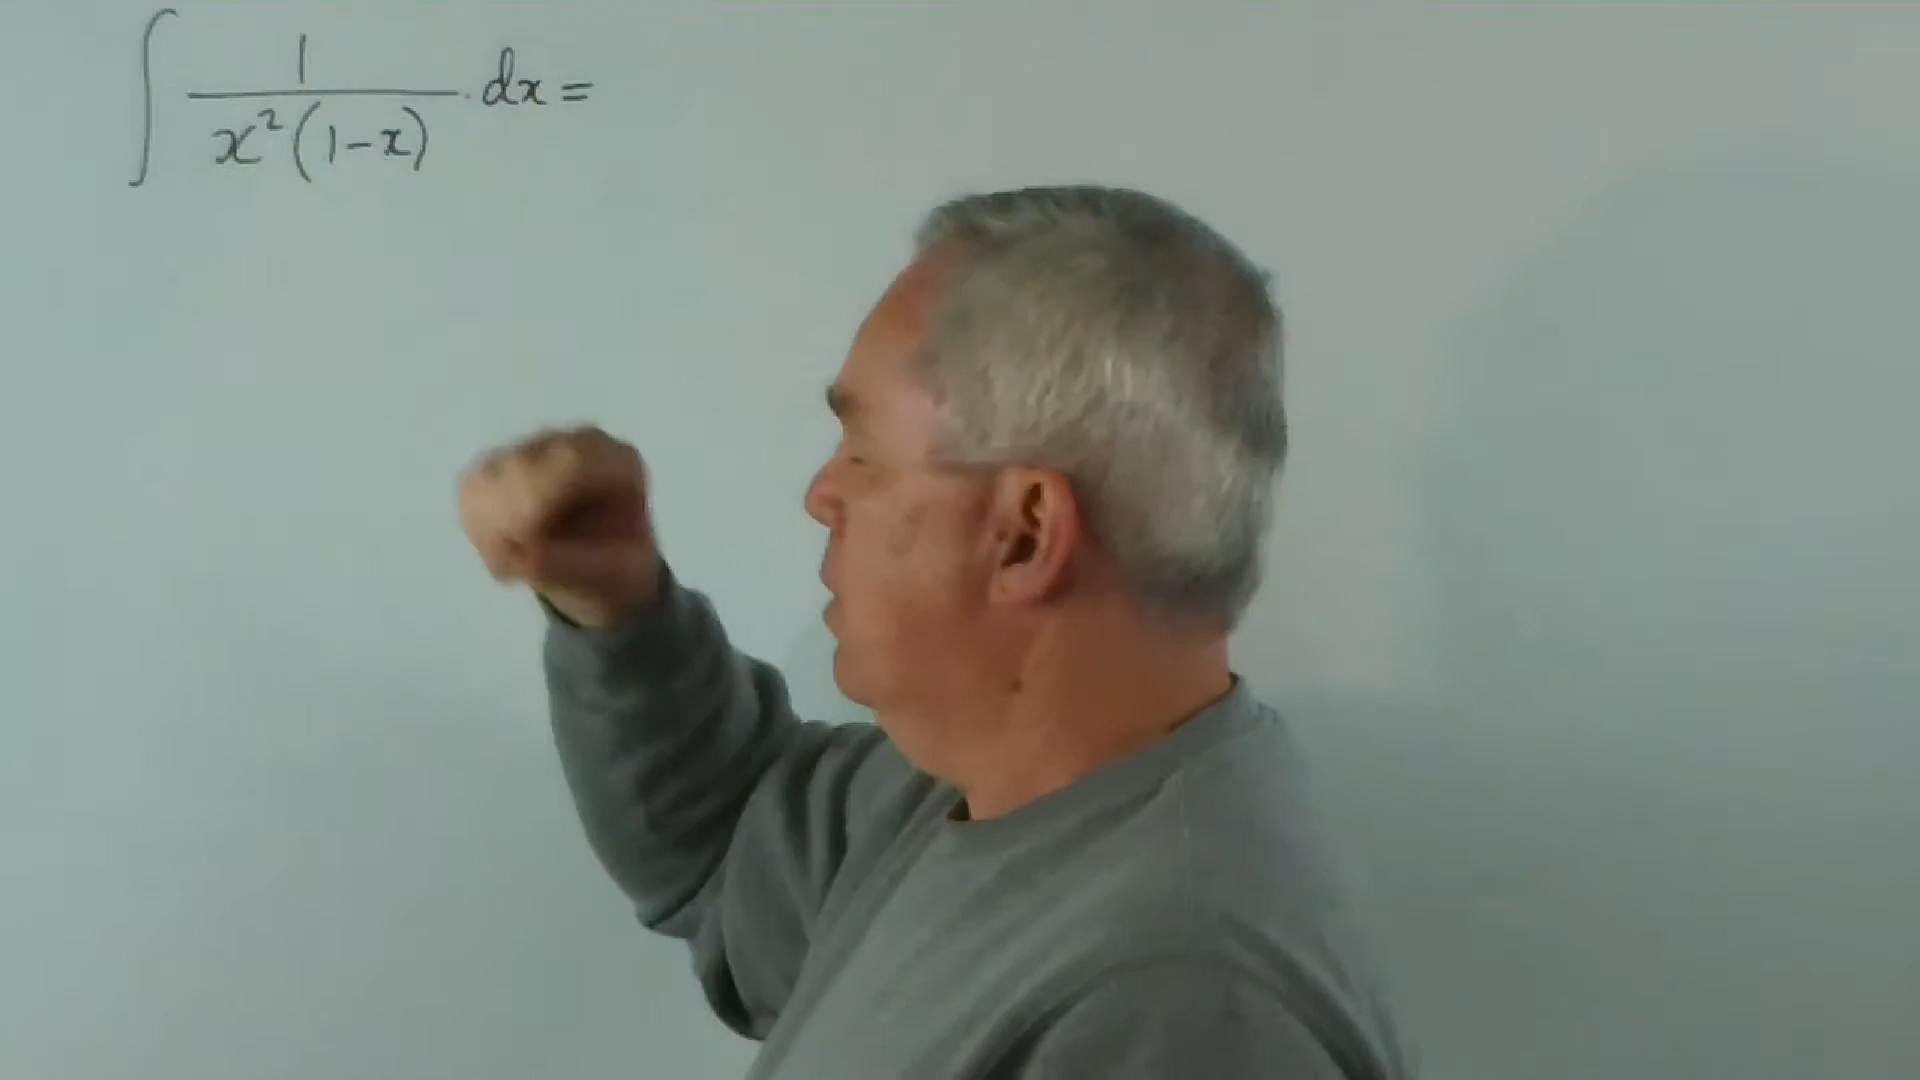 ∫ 1/(x²(1-x)) dx =